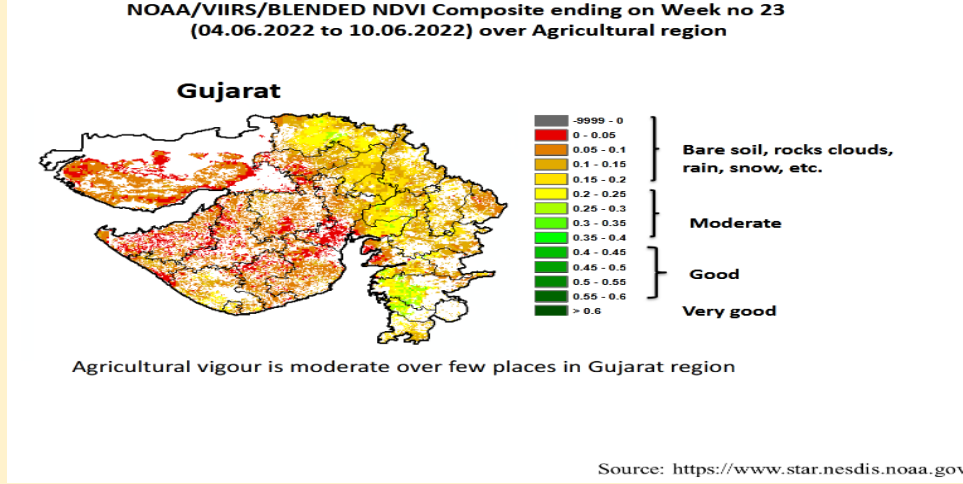 NOAA/VIIRS/BLENDED NDVI Composite ending on Week no 23
(04.06.2022 to 10.06.2022) over Agricultural region
Gujarat
-9999 - 0
0 - 0.05
0.05 - 0.1
0.1 - 0.15
0.15 - 0.2
0.2 - 0.25
0.25 - 0.3
0.3 - 0.35
0.35 - 0.4
0.4 - 0.45
0.45 - 0.5
0.5 - 0.55
0.55 - 0.6
> 0.6
Bare soil, rocks clouds,
rain, snow, etc.
Moderate
Good
Very good
Agricultural vigour is moderate over few places in Gujarat region
Source: https://www.star.nesdis.noaa.gov